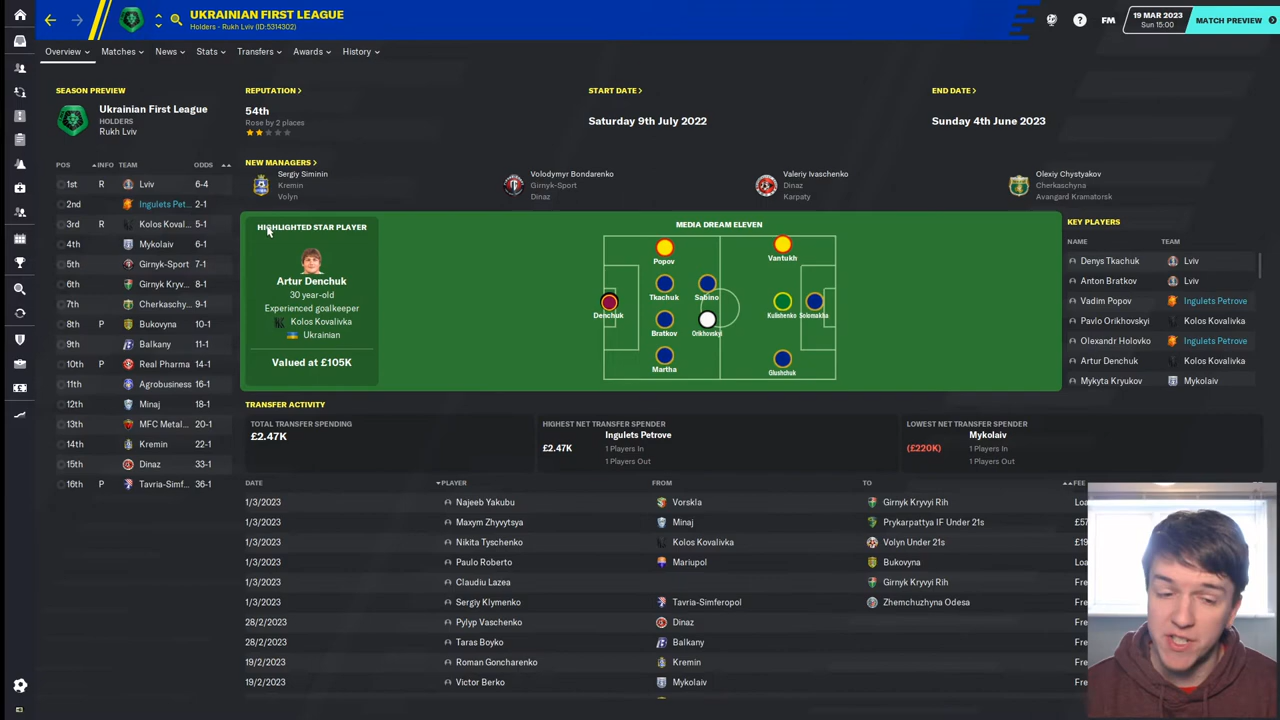 UKRAINIAN FIRST LEAGUE
Holders - Rukh Lviv (ID:5314302)
FM
19 MAR 2023
Sun 15:00
MATCH PREVIEW
Overview
Matches
News
Stats
Transfers
Awards
History
SEASON PREVIEW
Ukrainian First League
HOLDERS
Rukh Lviv
REPUTATION
54th
Rose by 2 places
START DATE
Saturday 9th July 2022
END DATE
Sunday 4th June 2023
NEW MANAGERS
Sergiy Siminin
Kremin
Volyn
Volodymyr Bondarenko
Girnyk-Sport
Dinaz
Valeriy Ivaschenko
Dinaz
Karpaty
Olexiy Chystyakov
Cherkaschyna
Avangard Kramatorsk
POS INFO TEAM ODDS
1st R Lviv 6-4
2nd Ingulets Pet... 2-1
3rd R Kolos Koval... 5-1
4th Mykolaiv 6-1
5th Girnyk-Sport 7-1
6th Girnyk Kryv... 8-1
7th Cherkaschy... 9-1
8th P Bukovyna 10-1
9th Balkany 11-1
10th P Real Pharma 14-1
11th Agrobusiness 16-1
12th Minaj 18-1
13th MFC Metal... 20-1
14th Kremin 22-1
15th Dinaz 33-1
16th P Tavria-Simf... 36-1
HIGHLIGHTED STAR PLAYER
Artur Denchuk
30 year-old
Experienced goalkeeper
Kolos Kovalivka
Ukrainian
Valued at £105K
MEDIA DREAM ELEVEN
Popov
Vantukh
Tkachuk
Sabino
Denchuk
Kulishenko
Solomakha
Bratkov
Orikhovskyi
Martha
Glushchuk
KEY PLAYERS
NAME TEAM
Denys Tkachuk Lviv
Anton Bratkov Lviv
Vadim Popov Ingulets Petrove
Pavlo Orikhovskyi Kolos Kovalivka
Olexandr Holovko Ingulets Petrove
Artur Denchuk Kolos Kovalivka
Mykyta Kryukov Mykolaiv
TRANSFER ACTIVITY
TOTAL TRANSFER SPENDING
£2.47K
HIGHEST NET TRANSFER SPENDER
£2.47K
Ingulets Petrove
1 Players In
1 Players Out
LOWEST NET TRANSFER SPENDER
(£220K)
Mykolaiv
1 Players In
1 Players Out
DATE PLAYER FROM TO FEE
1/3/2023 Najeeb Yakubu Vorskla Girnyk Kryvyi Rih Loa
1/3/2023 Maxym Zhyvytsya Minaj Prykarpattya IF Under 21s £57
1/3/2023 Nikita Tyschenko Kolos Kovalivka Volyn Under 21s £19
1/3/2023 Paulo Roberto Mariupol Bukovyna Loa
1/3/2023 Claudiu Lazea Girnyk Kryvyi Rih Fre
1/3/2023 Sergiy Klymenko Tavria-Simferopol Zhemchuzhyna Odesa Fre
28/2/2023 Pylyp Vaschenko Dinaz Fre
28/2/2023 Taras Boyko Balkany Fre
19/2/2023 Roman Goncharenko Kremin Fre
19/2/2023 Victor Berko Mykolaiv Fre